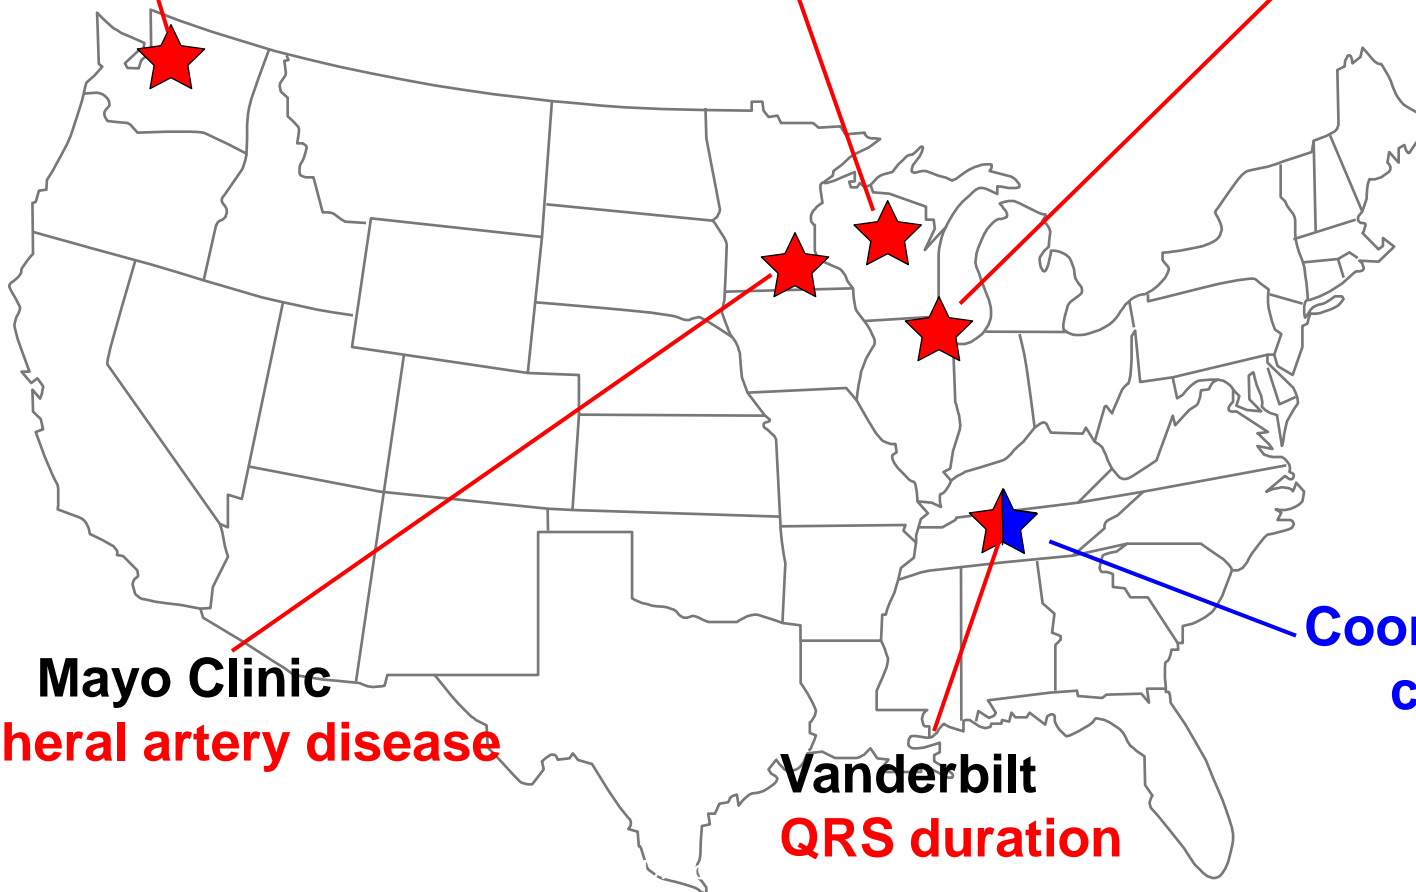 Mayo Clinic
heral artery disease
Vanderbilt
QRS duration
Coor
c